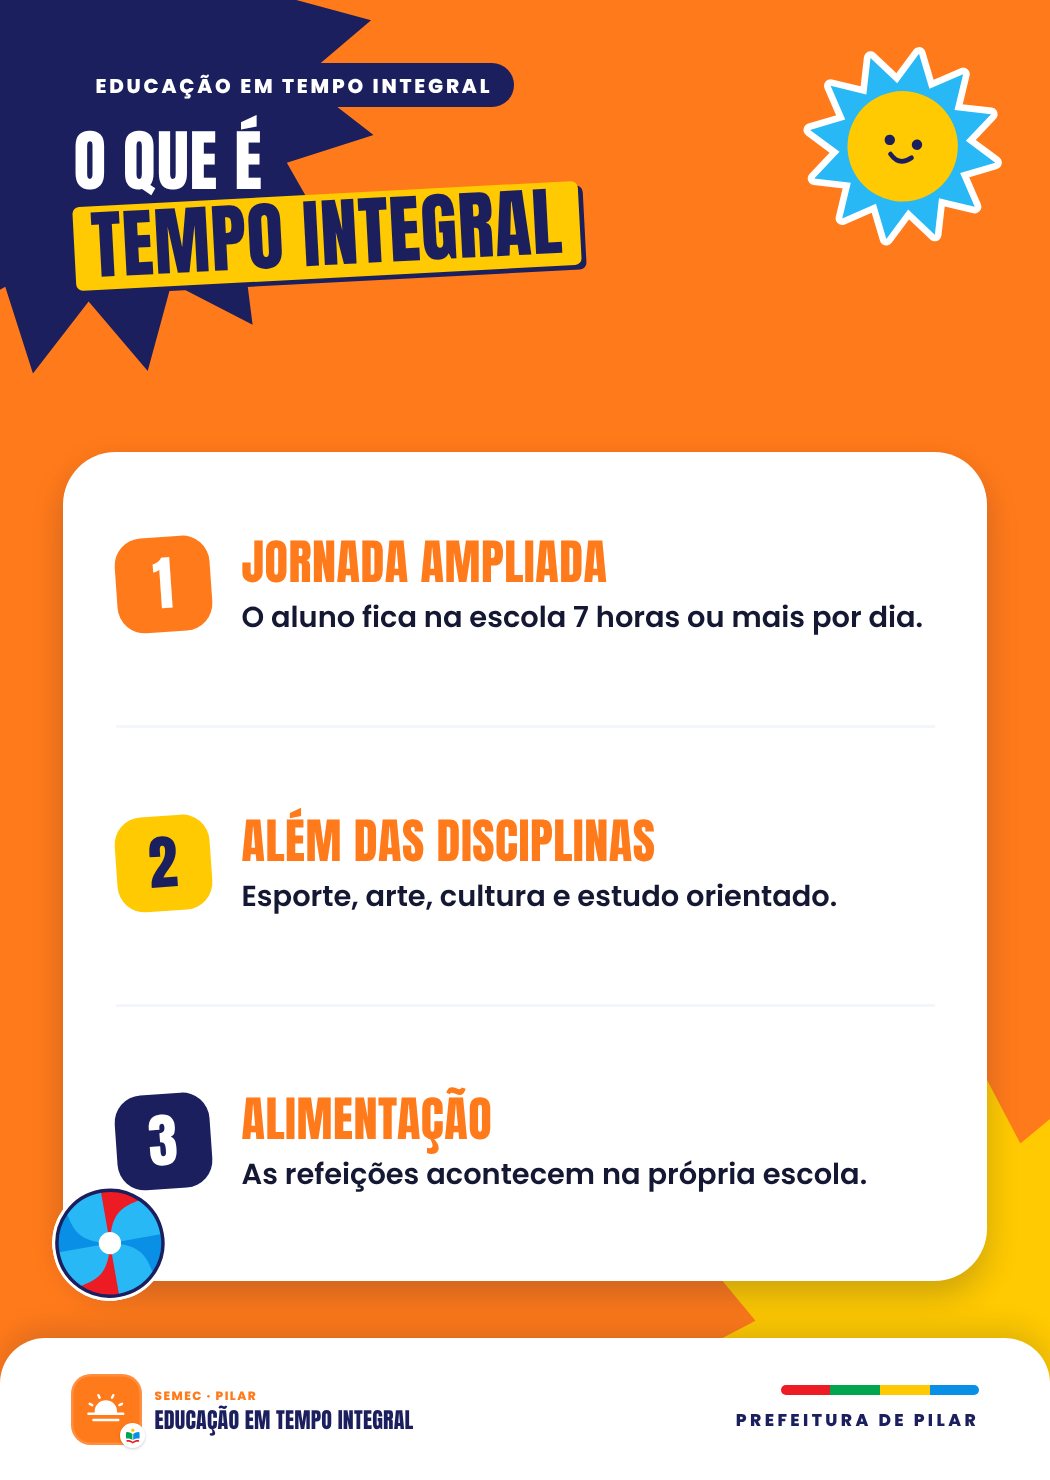 EDUCAÇÃO EM TEMPO INTEGRAL
O QUE É
TEMPO INTEGRAL
1
JORNADA AMPLIADA
O aluno fica na escola 7 horas ou mais por dia.
2
ALÉM DAS DISCIPLINAS
Esporte, arte, cultura e estudo orientado.
3
ALIMENTAÇÃO
As refeições acontecem na própria escola.
SEMEC · PILAR
EDUCAÇÃO EM TEMPO INTEGRAL
PREFEITURA DE PILAR